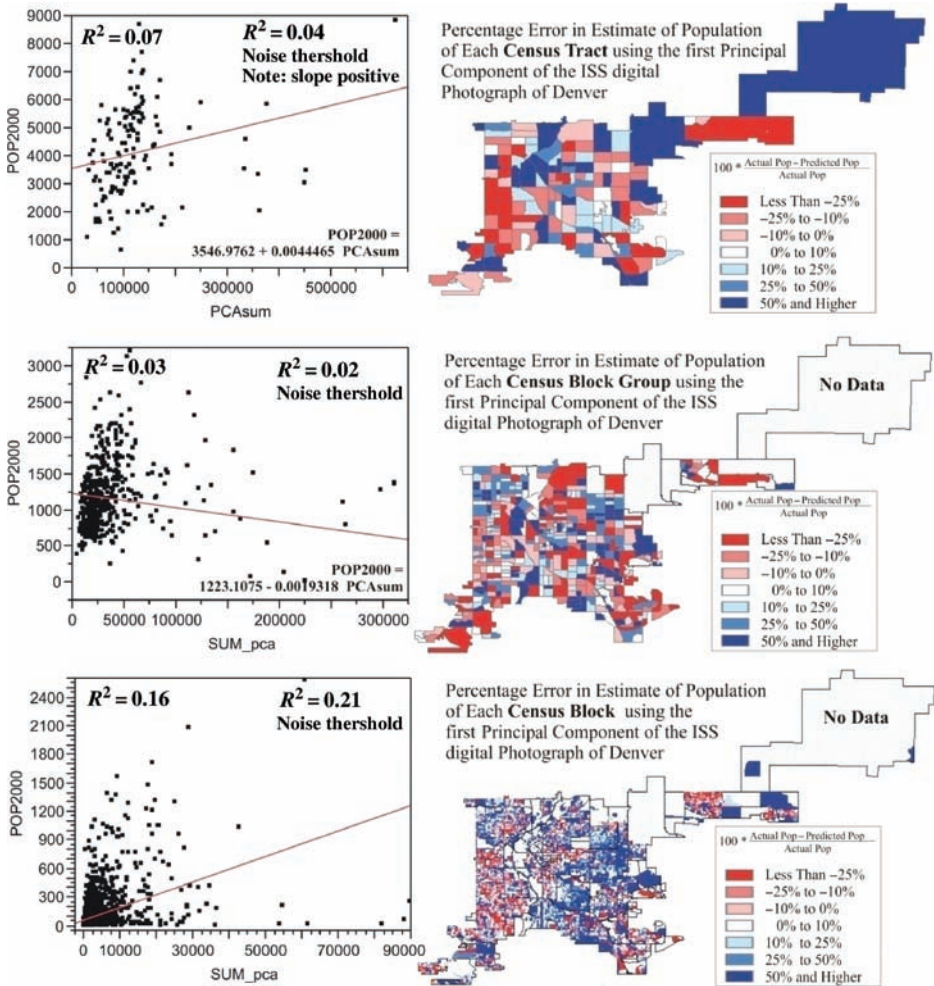 R² = 0.07
R² = 0.04
Noise thershold
Note: slope positive
9000
8000
7000
6000
5000
4000
3000
2000
1000
0
POP2000
POP2000 =
3546.9762 + 0.0044465 PCAsum
100000
200000
300000
400000
500000
PCAsum
Percentage Error in Estimate of Population
of Each Census Tract using the first Principal
Component of the ISS digital
Photograph of Denver
100 * Actual Pop – Predicted Pop
Actual Pop
Less Than –25%
–25% to –10%
–10% to 0%
0% to 10%
10% to 25%
25% to 50%
50% and Higher
R² = 0.03
R² = 0.02
Noise thershold
3000
2500
2000
1500
1000
500
0
POP2000
POP2000 =
1223.1075 - 0.0019318 PCAsum
0
100000
200000
300000
SUM_pca
Percentage Error in Estimate of Population
of Each Census Block Group using the
first Principal Component of the ISS
digital Photograph of Denver
No Data
100 * Actual Pop – Predicted Pop
Actual Pop
Less Than –25%
–25% to –10%
–10% to 0%
0% to 10%
10% to 25%
25% to 50%
50% and Higher
R² = 0.16
R² = 0.21
Noise thershold
2400
2100
1800
1500
1200
900
600
300
0
POP2000
0
10000
30000
50000
70000
90000
SUM_pca
Percentage Error in Estimate of Population
of Each Census Block using the
first Principal Component of the ISS
digital Photograph of Denver
No Data
100 * Actual Pop – Predicted Pop
Actual Pop
Less Than –25%
–25% to –10%
–10% to 0%
0% to 10%
10% to 25%
25% to 50%
50% and Higher